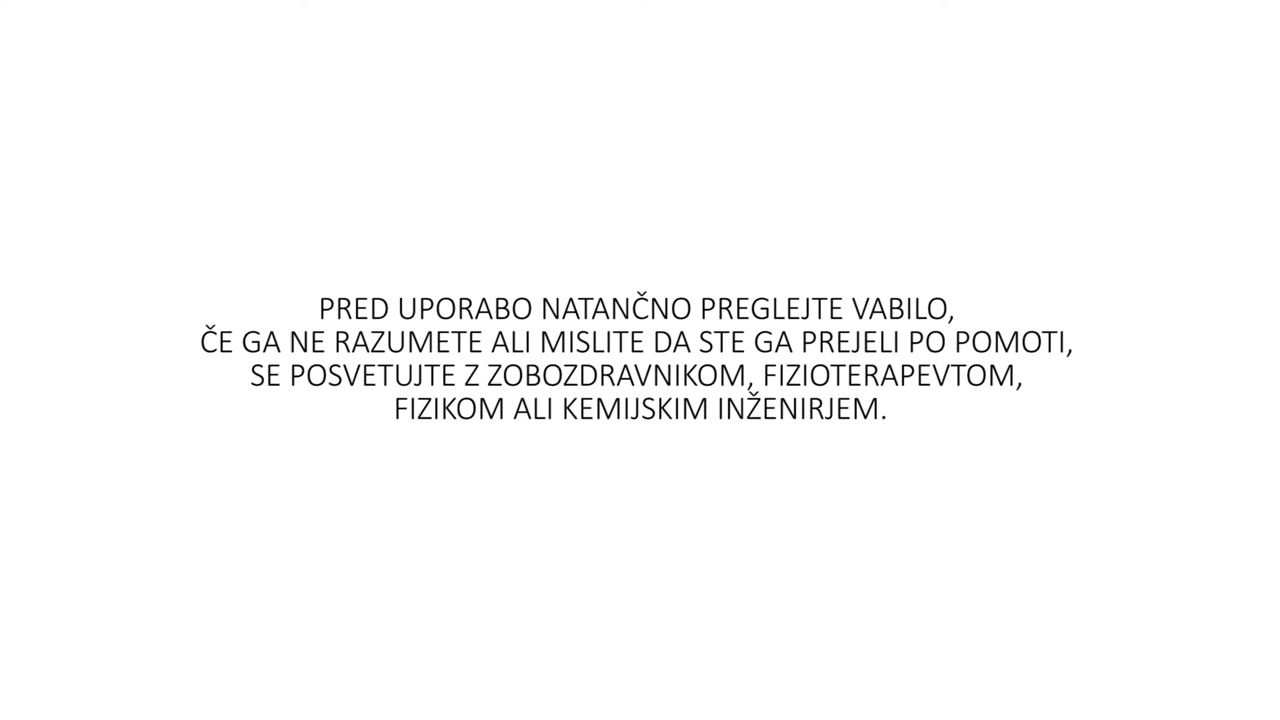 PRED UPORABO NATANČNO PREGLEJTE VABILO,
ČE GA NE RAZUMETE ALI MISLITE DA STE GA PREJELI PO POMOTI,
SE POSVETUJTE Z ZOBOZDRAVNIKOM, FIZIOTERAPEVTOM,
FIZIKOM ALI KEMIJSKIM INŽENIRJEM.